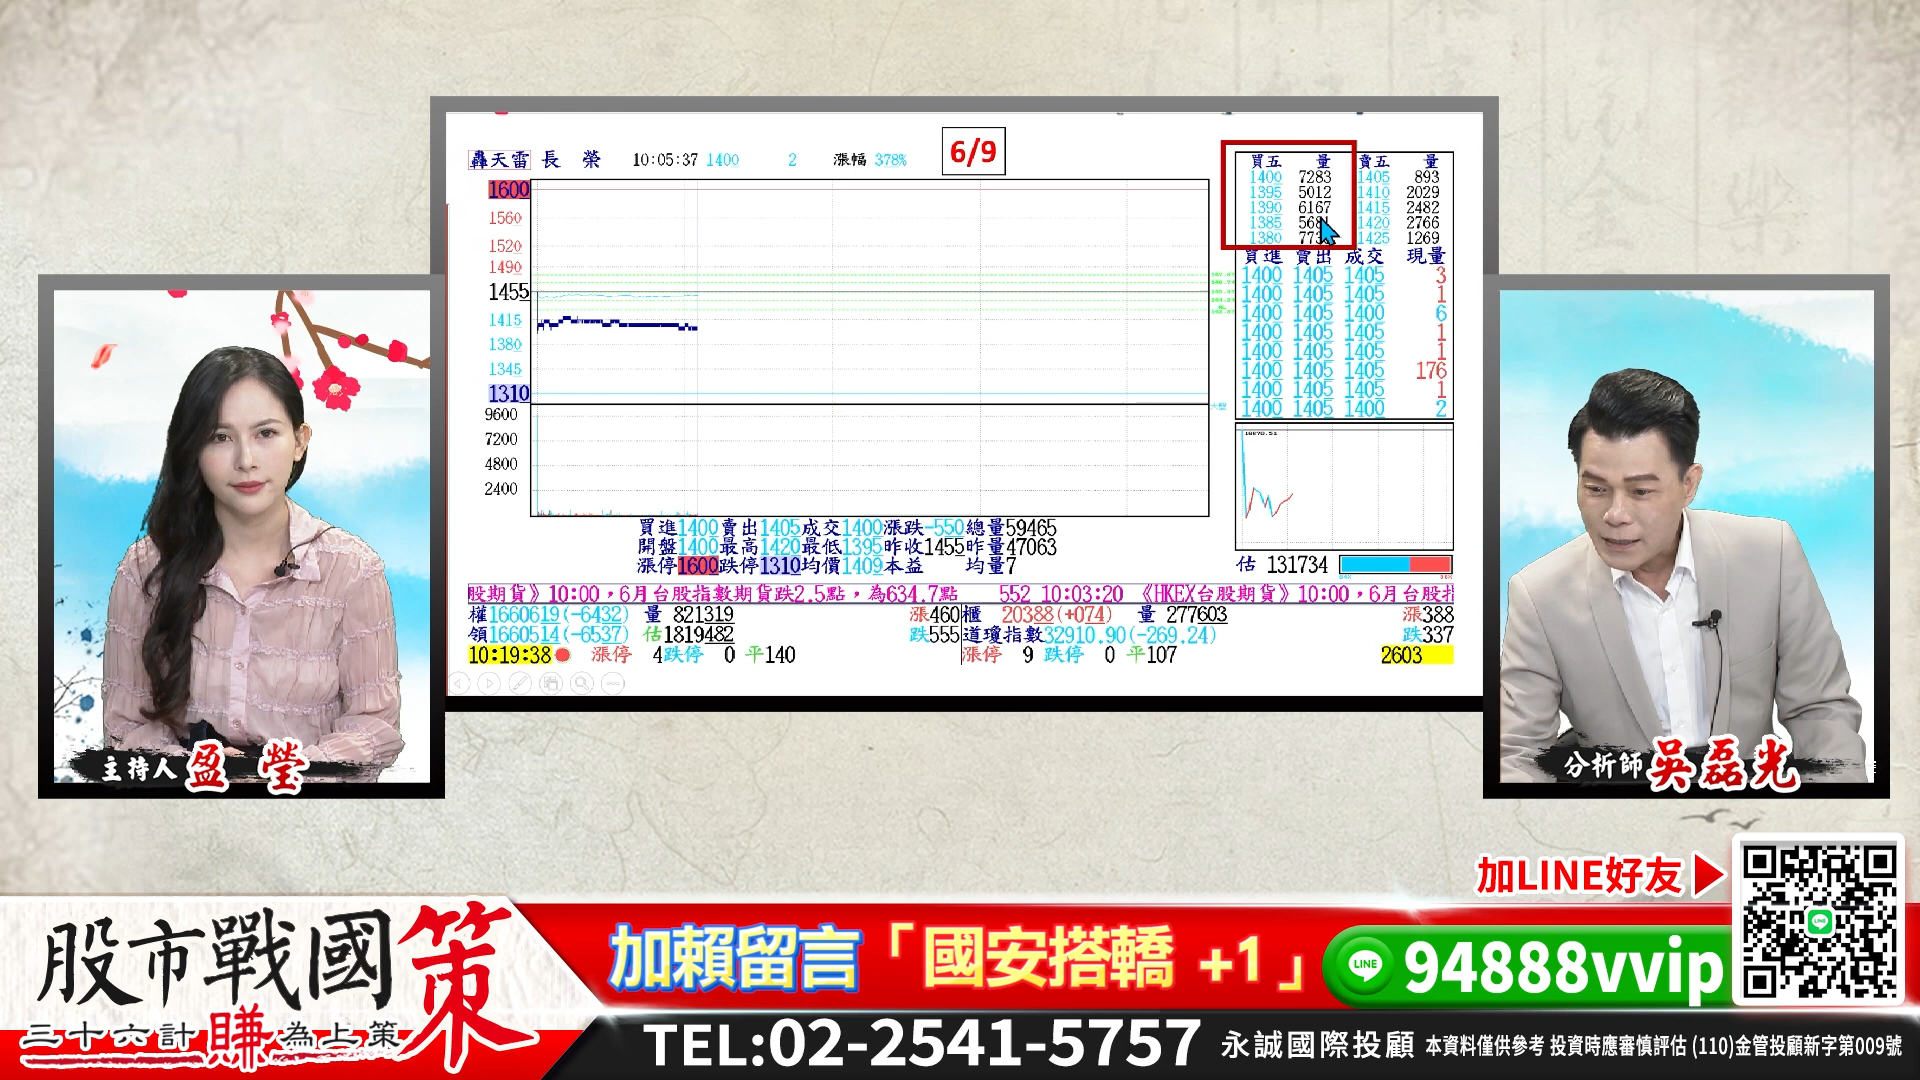 6/9
轟天雷 長 榮 10:05:37 1400 2 漲幅 378%
1600
1560
1520
1490
1455
1415
1380
1345
1310
9600
7200
4800
2400
買五 量 賣五 量
1400 7283 1405 893
1395 5012 1410 2029
1390 6167 1415 2482
1385 1420 2766
1380 1425 1269
買進 賣出 成交 現量
1400 1405 1405 3
1400 1405 1405 1
1400 1405 1400 6
1400 1405 1405 1
1400 1405 1405 1
1400 1405 1405 176
1400 1405 1405 1
1400 1405 1400 2
買進1400賣出1405成交1400漲跌-550總量59465
開盤1400最高1420最低1395昨收1455昨量47063
漲停1600跌停1310均價1409本益 均量7
估 131734
股期貨》10:00，6月台股指數期貨跌2.5點，為634.7點 552 10:03:20 《HKEX台股期貨》10:00，6月台股指
權1660619(-6432) 量 821319 漲460 櫃 20388(+074) 量 277603 漲388
領1660514(-6537) 估1819482 跌555 道瓊指數32910.90(-269.24) 跌337
10:19:38 漲停 4跌停 0 平140 漲停 9 跌停 0 平107 2603
主持人 盈 瑩
分析師 吳磊光
加LINE好友
股市戰國策
三十六計 賺 為上策
加賴留言「國安搭轎 +1」
LINE 94888vvip
TEL:02-2541-5757 永誠國際投顧 本資料僅供參考 投資時應審慎評估 (110)金管投顧新字第009號